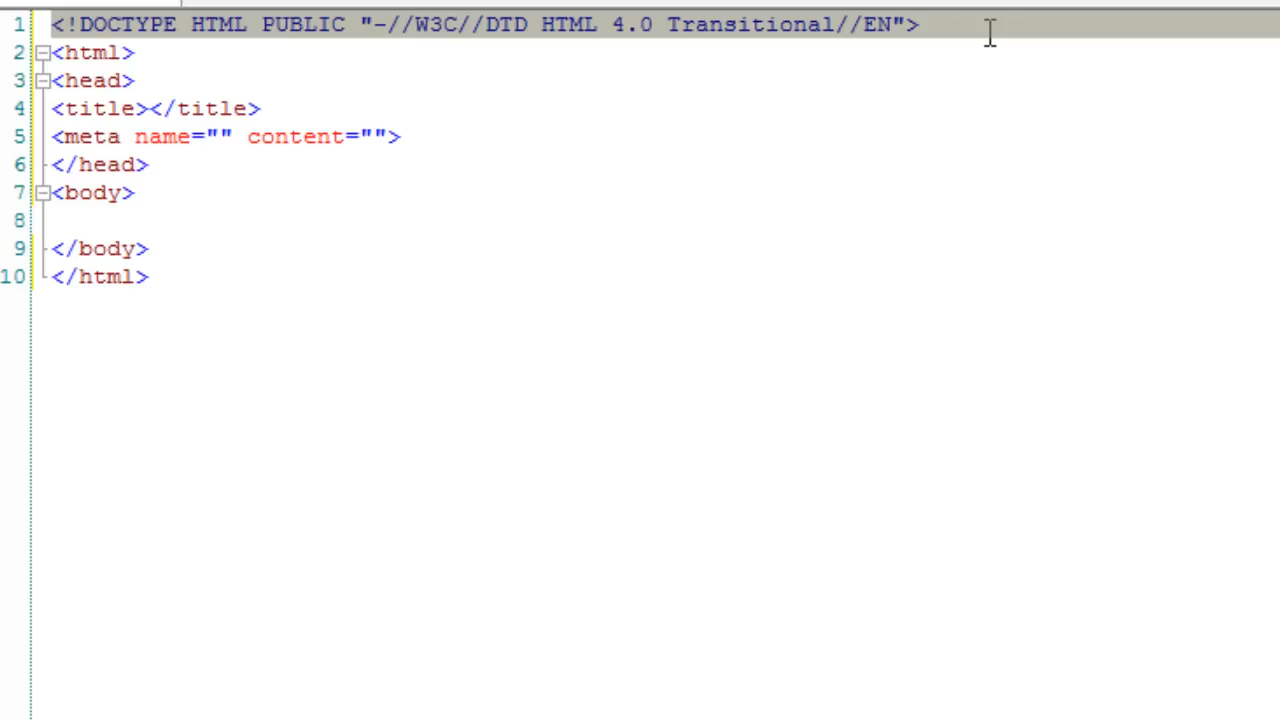 1 <!DOCTYPE HTML PUBLIC "-//W3C//DTD HTML 4.0 Transitional//EN">
2 <html>
3 <head>
4 <title></title>
5 <meta name="" content="">
6 </head>
7 <body>
8
9 </body>
10 </html>